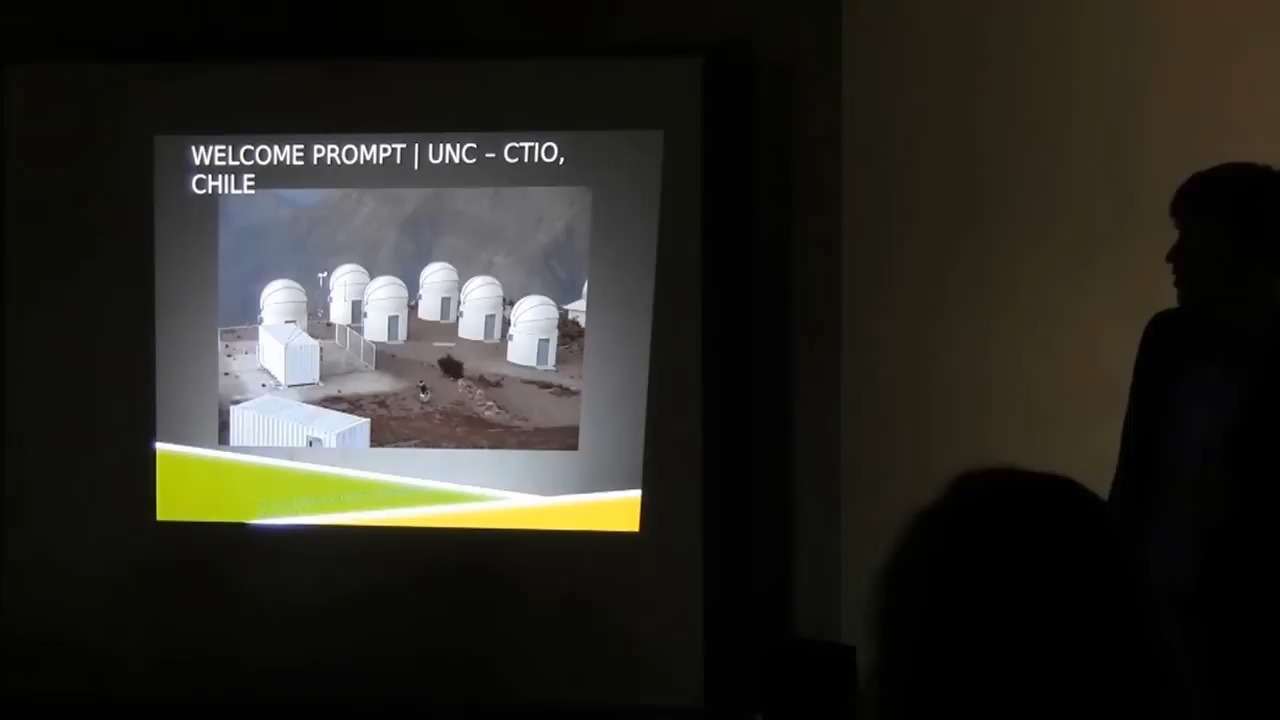 WELCOME PROMPT | UNC – CTIO,
CHILE